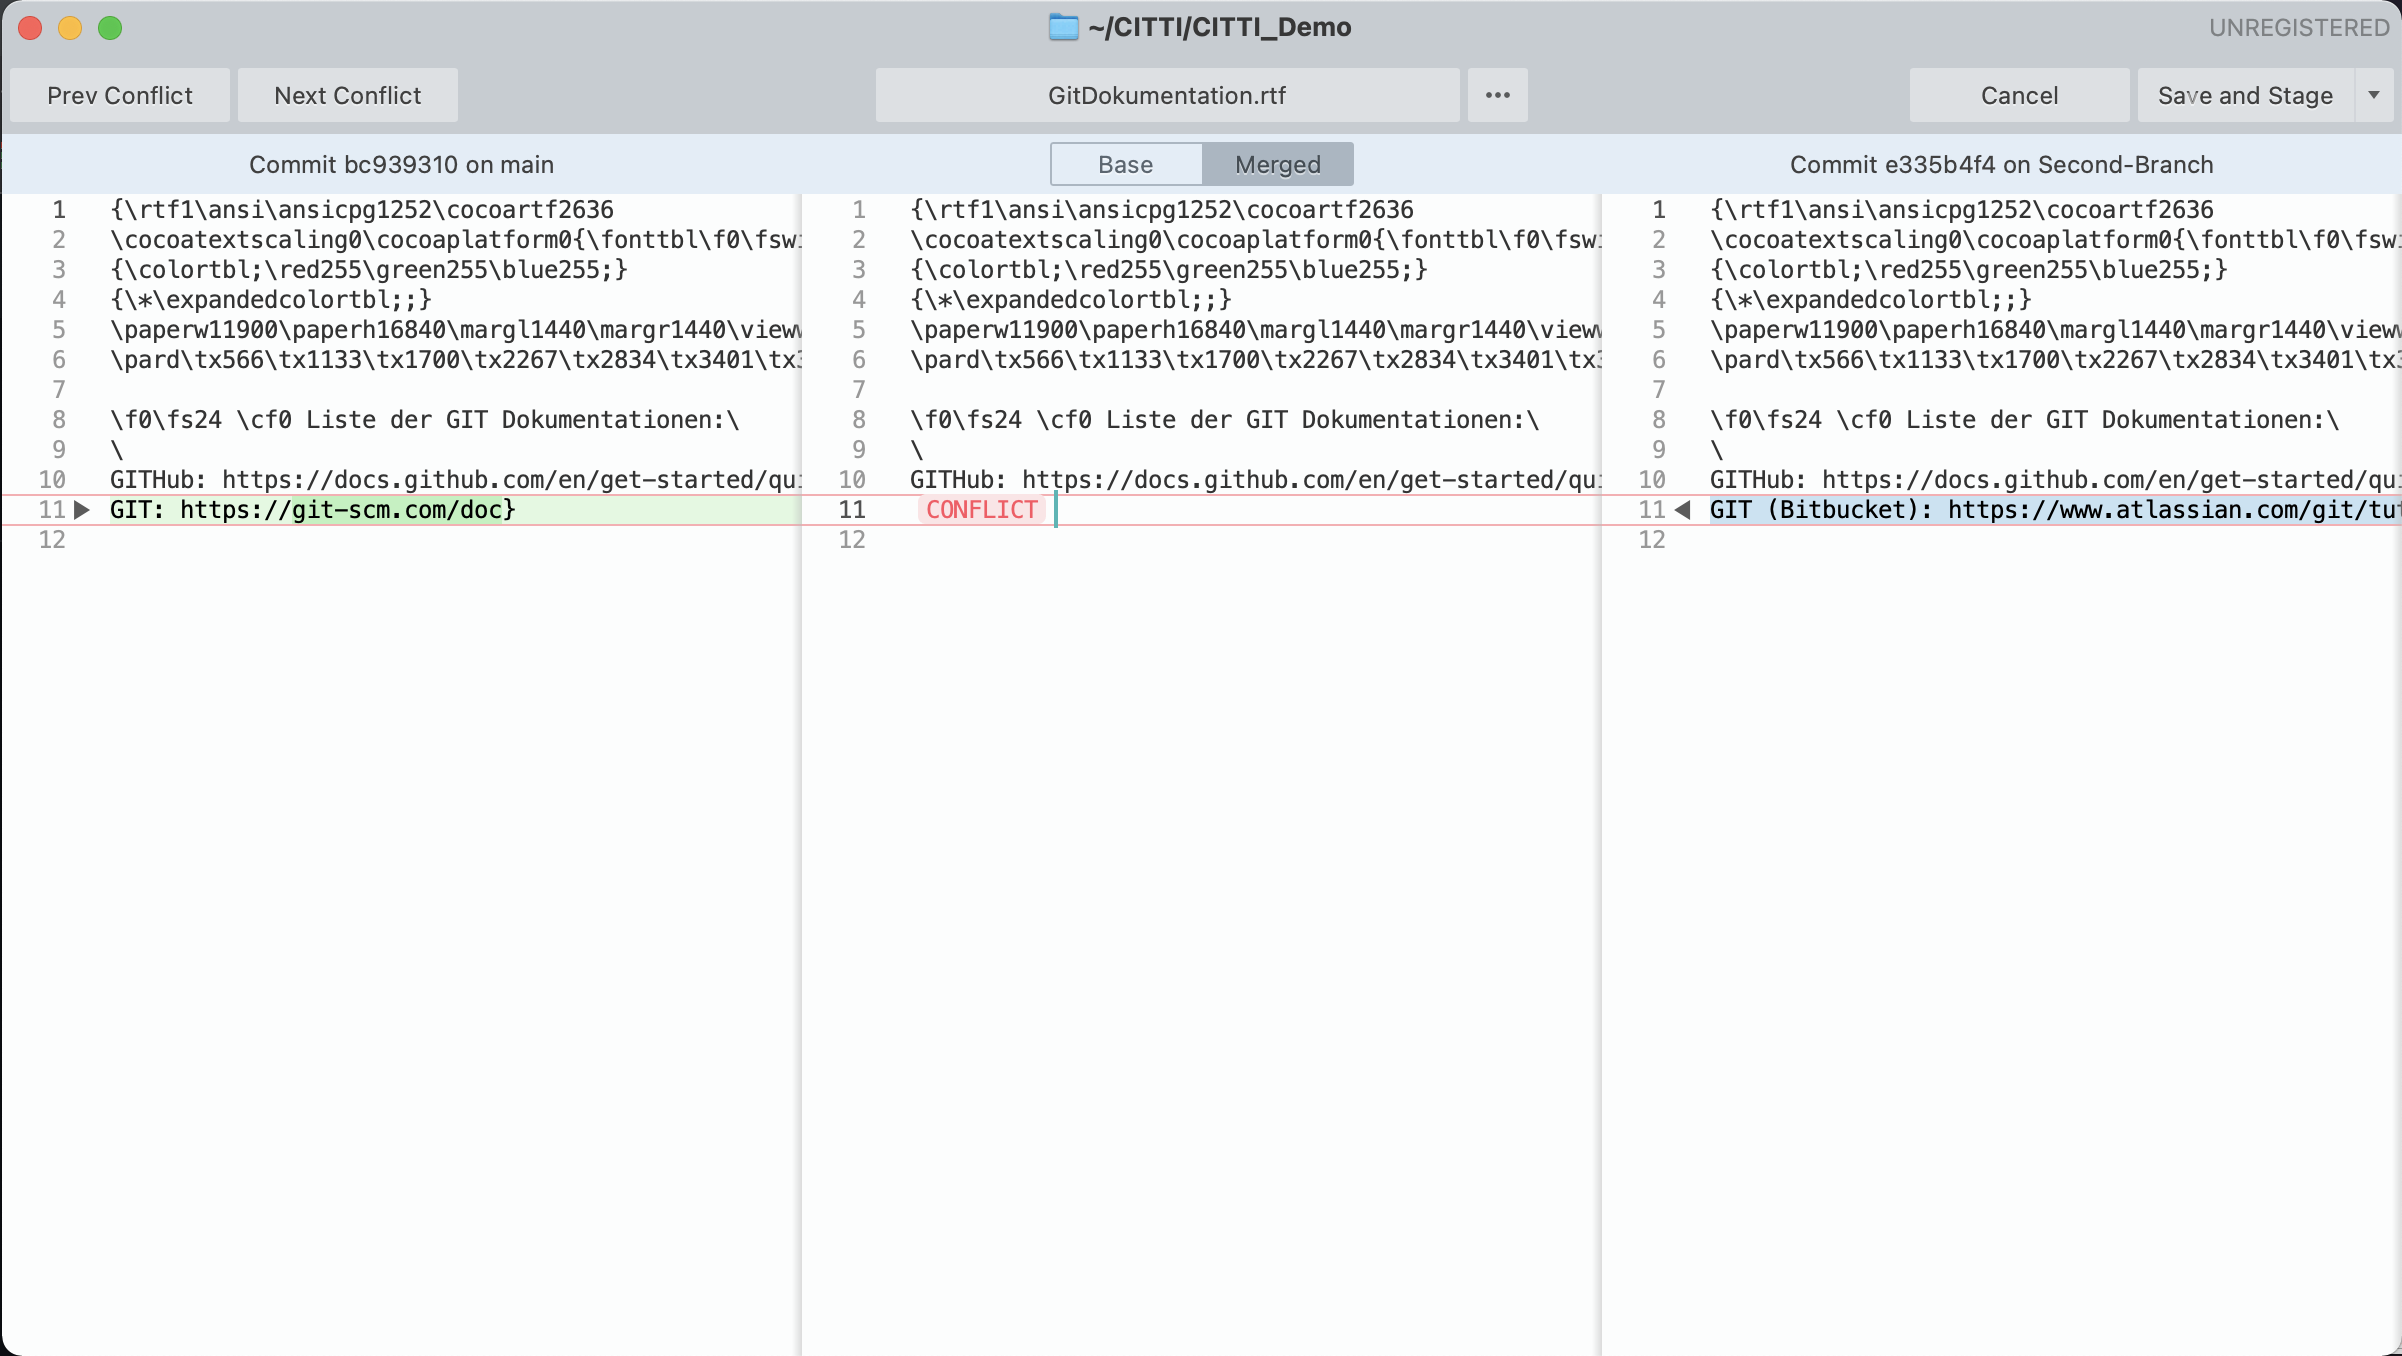 ~/CITTI/CITTI_Demo
UNREGISTERED
Prev Conflict
Next Conflict
GitDokumentation.rtf
•••
Cancel
Save and Stage
Commit bc939310 on main
Base
Merged
Commit e335b4f4 on Second-Branch
1 {\rtf1\ansi\ansicpg1252\cocoartf2636
2 \cocoatextscaling0\cocoaplatform0{\fonttbl\f0\fswi
3 {\colortbl;\red255\green255\blue255;}
4 {\*\expandedcolortbl;;}
5 \paperw11900\paperh16840\margl1440\margr1440\view
6 \pard\tx566\tx1133\tx1700\tx2267\tx2834\tx3401\tx3
7
8 \f0\fs24 \cf0 Liste der GIT Dokumentationen:\
9 \
10 GITHub: https://docs.github.com/en/get-started/qui
11 GIT: https://git-scm.com/doc}
12
1 {\rtf1\ansi\ansicpg1252\cocoartf2636
2 \cocoatextscaling0\cocoaplatform0{\fonttbl\f0\fswi
3 {\colortbl;\red255\green255\blue255;}
4 {\*\expandedcolortbl;;}
5 \paperw11900\paperh16840\margl1440\margr1440\view
6 \pard\tx566\tx1133\tx1700\tx2267\tx2834\tx3401\tx3
7
8 \f0\fs24 \cf0 Liste der GIT Dokumentationen:\
9 \
10 GITHub: https://docs.github.com/en/get-started/qui
11 CONFLICT
12
1 {\rtf1\ansi\ansicpg1252\cocoartf2636
2 \cocoatextscaling0\cocoaplatform0{\fonttbl\f0\fswi
3 {\colortbl;\red255\green255\blue255;}
4 {\*\expandedcolortbl;;}
5 \paperw11900\paperh16840\margl1440\margr1440\view
6 \pard\tx566\tx1133\tx1700\tx2267\tx2834\tx3401\tx3
7
8 \f0\fs24 \cf0 Liste der GIT Dokumentationen:\
9 \
10 GITHub: https://docs.github.com/en/get-started/qui
11 GIT (Bitbucket): https://www.atlassian.com/git/tut
12